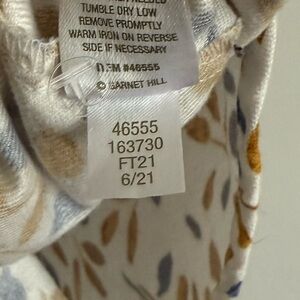 TUMBLE DRY LOW
REMOVE PROMPTLY
WARM IRON ON REVERSE
SIDE IF NECESSARY
ITEM #46555
© GARNET HILL
46555
163730
FT21
6/21